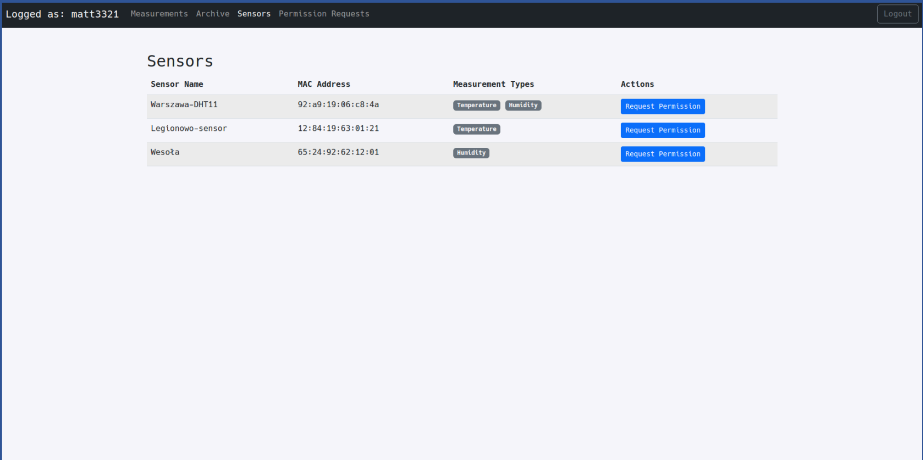 Logged as: matt3321 Measurements Archive Sensors Permission Requests Logout
Sensors
Sensor Name MAC Address Measurement Types Actions
Warszawa-DHT11 92:a9:19:06:c8:4a Temperature Humidity Request Permission
Legionowo-sensor 12:84:19:63:01:21 Temperature Request Permission
Wesoła 65:24:92:62:12:01 Humidity Request Permission